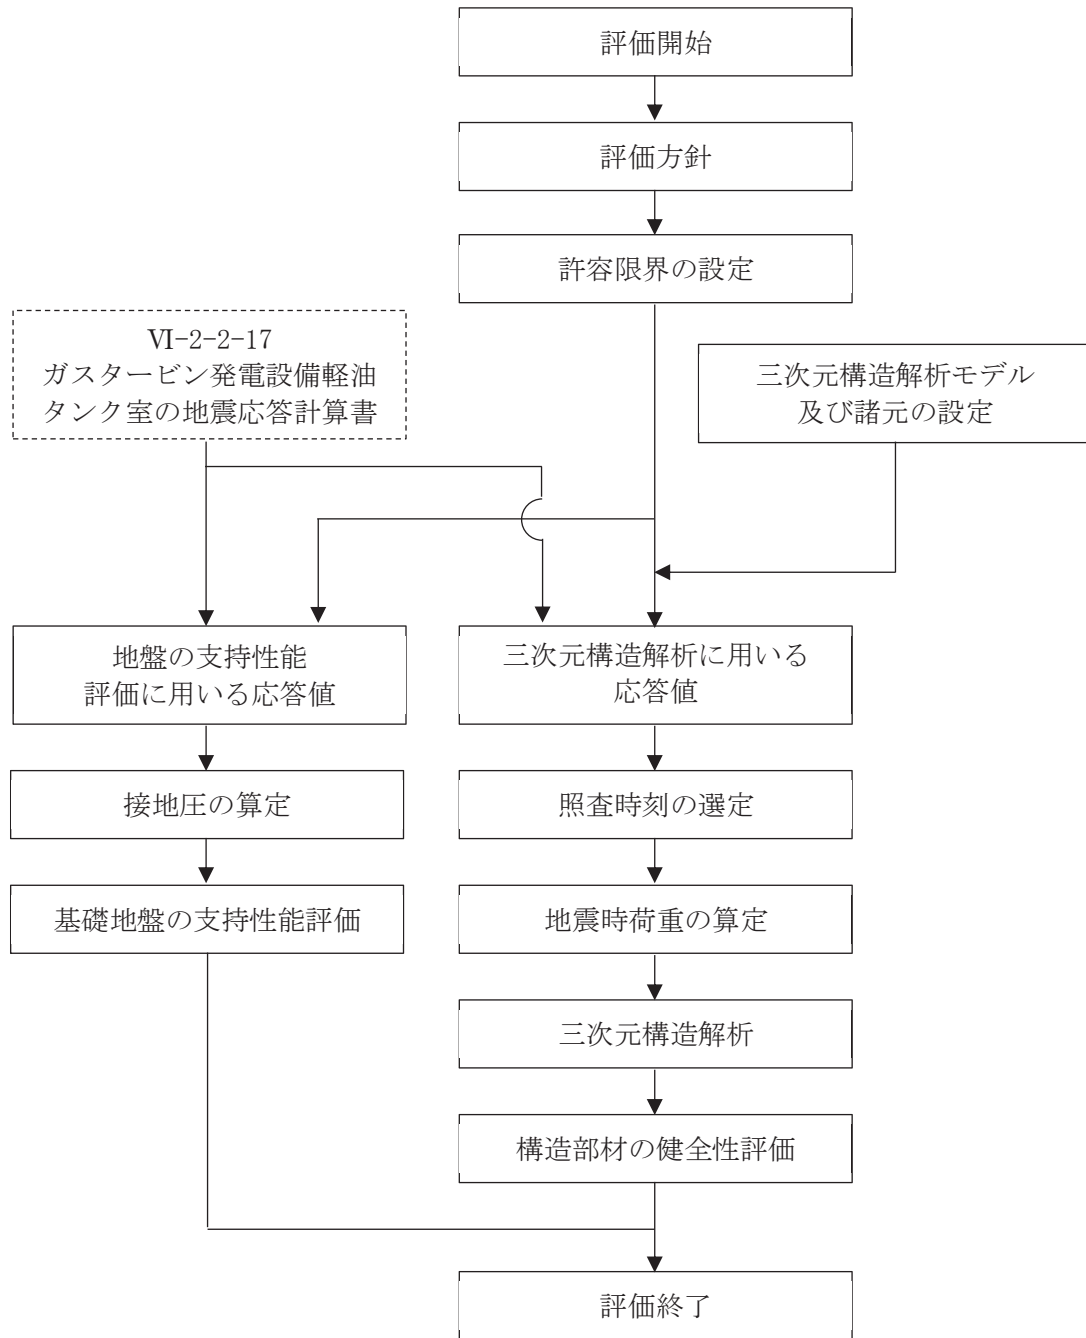 評価開始
評価方針
許容限界の設定
Ⅵ-2-2-17
ガスタービン発電設備軽油
タンク室の地震応答計算書
三次元構造解析モデル
及び諸元の設定
地盤の支持性能
評価に用いる応答値
三次元構造解析に用いる
応答値
接地圧の算定
照査時刻の選定
基礎地盤の支持性能評価
地震時荷重の算定
三次元構造解析
構造部材の健全性評価
評価終了